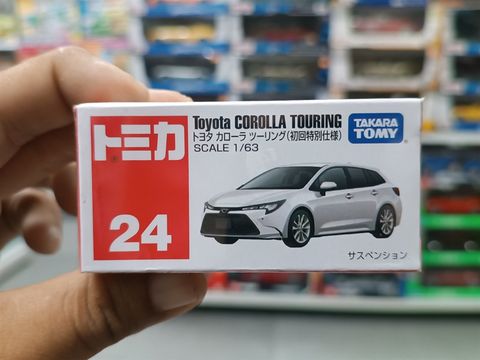 トミカ
24
Toyota COROLLA TOURING
トヨタ カローラ ツーリング(初回特別仕様)
SCALE 1/63
TAKARA
TOMY
サスペンション